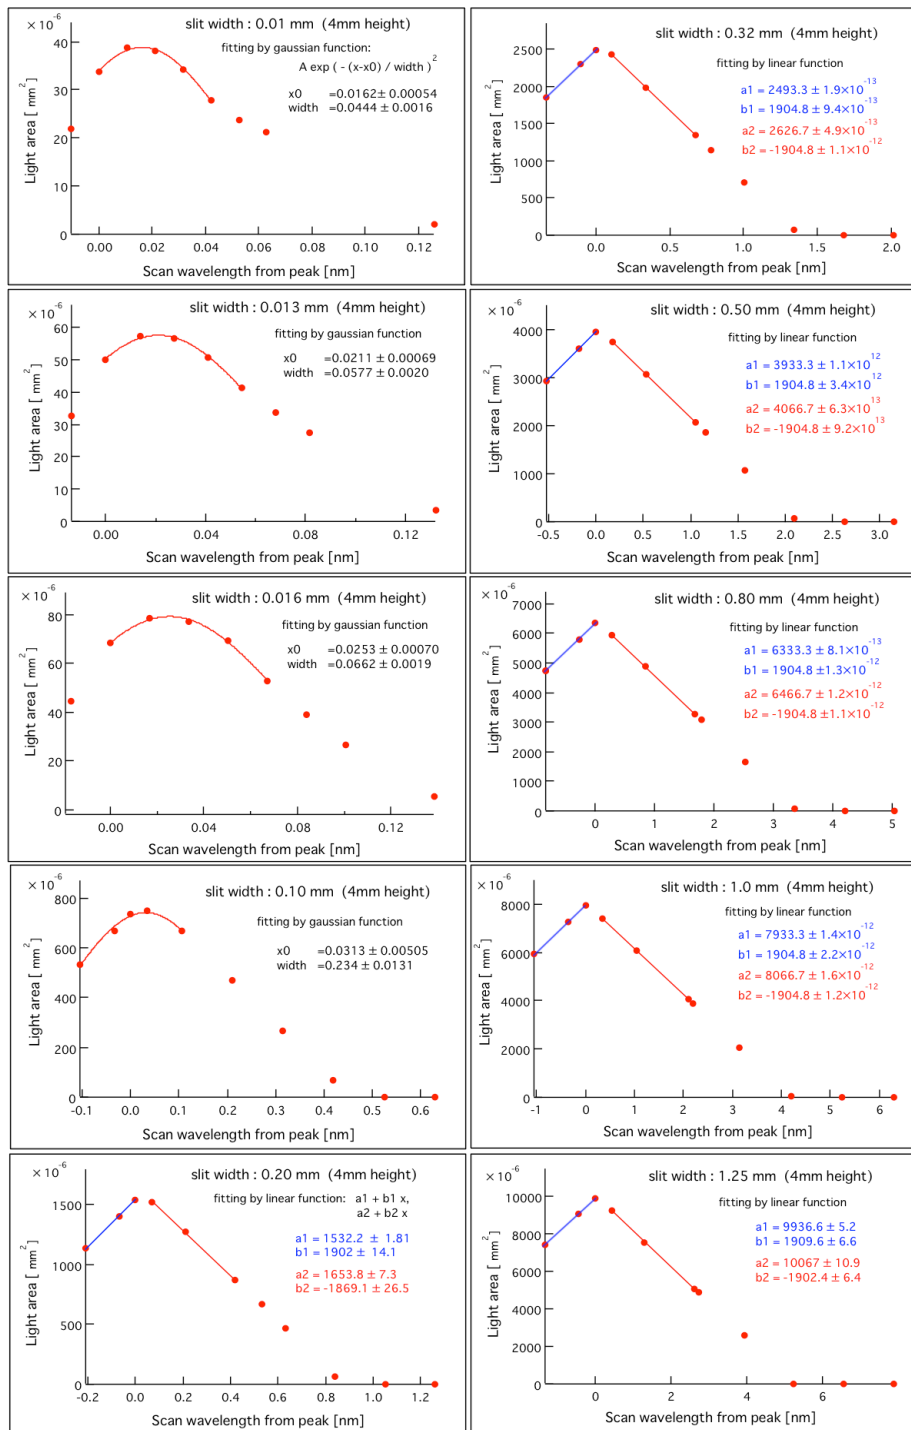 slit width: 0.01 mm (4mm height)
×10^-6
fitting by gaussian function:
A exp ( - (x-x0) / width )^2
x0 =0.0162± 0.00054
width =0.0444 ± 0.0016
40
30
20
10
0
Light area [ mm^2 ]
0.00 0.02 0.04 0.06 0.08 0.10 0.12
Scan wavelength from peak [nm]
slit width : 0.32 mm (4mm height)
fitting by linear function
a1 = 2493.3 ± 1.9×10^-13
b1 = 1904.8 ± 9.4×10^-13
a2 = 2626.7 ± 4.9×10^-13
b2 = -1904.8 ± 1.1×10^-12
2500
2000
1500
1000
500
0
Light area [ mm^2 ]
0.0 0.5 1.0 1.5 2.0
Scan wavelength from peak [nm]
slit width : 0.013 mm (4mm height)
×10^-6
fitting by gaussian function
x0 =0.0211 ± 0.00069
width =0.0577 ± 0.0020
60
50
40
30
20
10
0
Light area [ mm^2 ]
0.00 0.04 0.08 0.12
Scan wavelength from peak [nm]
slit width : 0.50 mm (4mm height)
×10^-6
fitting by linear function
a1 = 3933.3 ± 1.1×10^12
b1 = 1904.8 ± 3.4×10^12
a2 = 4066.7 ± 6.3×10^13
b2 = -1904.8 ± 9.2×10^13
4000
3000
2000
1000
0
Light area [ mm^2 ]
-0.5 0.0 0.5 1.0 1.5 2.0 2.5 3.0
Scan wavelength from peak [nm]
slit width : 0.016 mm (4mm height)
×10^-6
fitting by gaussian function
x0 =0.0253 ± 0.00070
width =0.0662 ± 0.0019
80
60
40
20
0
Light area [ mm^2 ]
0.00 0.04 0.08 0.12
Scan wavelength from peak [nm]
slit width : 0.80 mm (4mm height)
×10^-6
fitting by linear function
a1 = 6333.3 ± 8.1×10^-13
b1 = 1904.8 ±1.3×10^-12
a2 = 6466.7 ± 1.2×10^-12
b2 = -1904.8 ±1.1×10^-12
7000
6000
5000
4000
3000
2000
1000
0
Light area [ mm^2 ]
0 1 2 3 4 5
Scan wavelength from peak [nm]
slit width : 0.10 mm (4mm height)
×10^-6
fitting by gaussian function
x0 =0.0313 ± 0.00505
width =0.234 ± 0.0131
800
600
400
200
0
Light area [ mm^2 ]
-0.1 0.0 0.1 0.2 0.3 0.4 0.5 0.6
Scan wavelength from peak [nm]
slit width : 1.0 mm (4mm height)
×10^-6
fitting by linear function
a1 = 7933.3 ± 1.4×10^-12
b1 = 1904.8 ± 2.2×10^-12
a2 = 8066.7 ± 1.6×10^-12
b2 = -1904.8 ± 1.2×10^-12
8000
6000
4000
2000
0
Light area [ mm^2 ]
-1 0 1 2 3 4 5 6
Scan wavelength from peak [nm]
slit width : 0.20 mm (4mm height)
×10^-6
fitting by linear function: a1 + b1 x,
a2 + b2 x
a1 = 1532.2 ± 1.81
b1 = 1902 ± 14.1
a2 = 1653.8 ± 7.3
b2 = -1869.1 ± 26.5
1500
1000
500
0
Light area [ mm^2 ]
-0.2 0.0 0.2 0.4 0.6 0.8 1.0 1.2
Scan wavelength from peak [nm]
slit width : 1.25 mm (4mm height)
×10^-6
fitting by linear function
a1 = 9936.6 ± 5.2
b1 = 1909.6 ± 6.6
a2 = 10067 ± 10.9
b2 = -1902.4 ± 6.4
10000
8000
6000
4000
2000
0
Light area [ mm^2 ]
0 2 4 6
Scan wavelength from peak [nm]